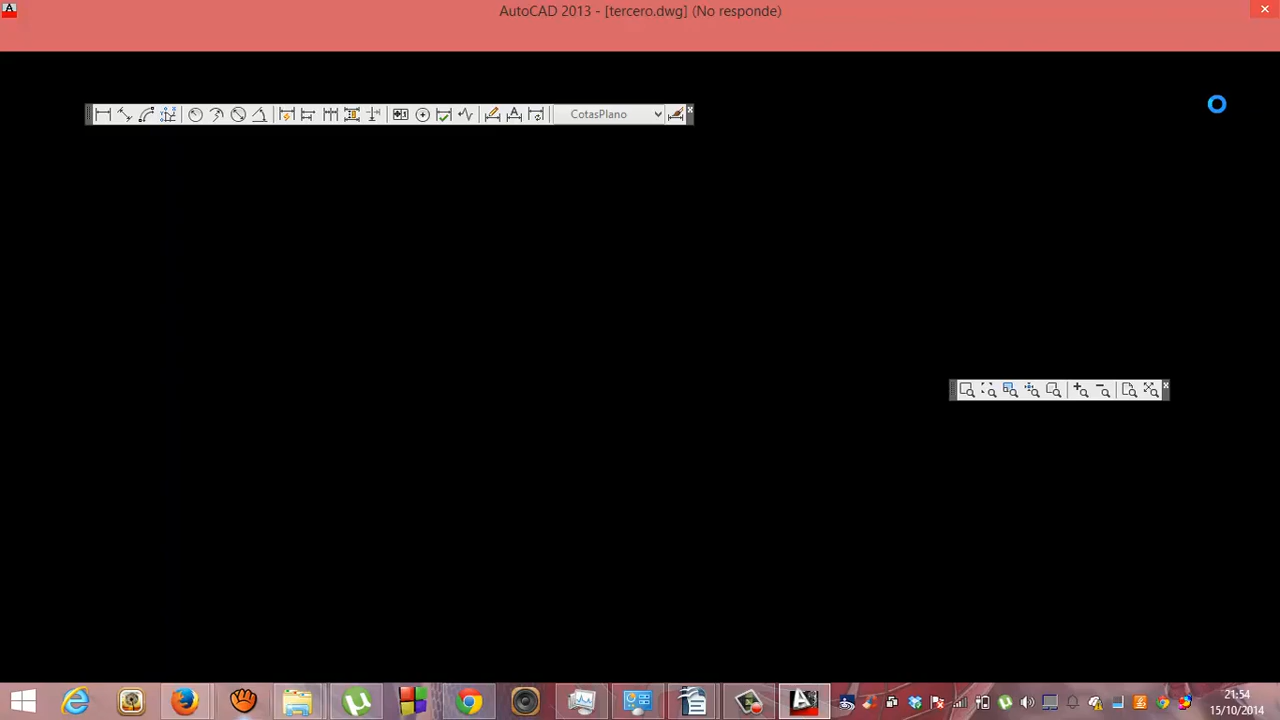 AutoCAD 2013 - [tercero.dwg] (No responde)
CotasPlano
21:54
15/10/2014